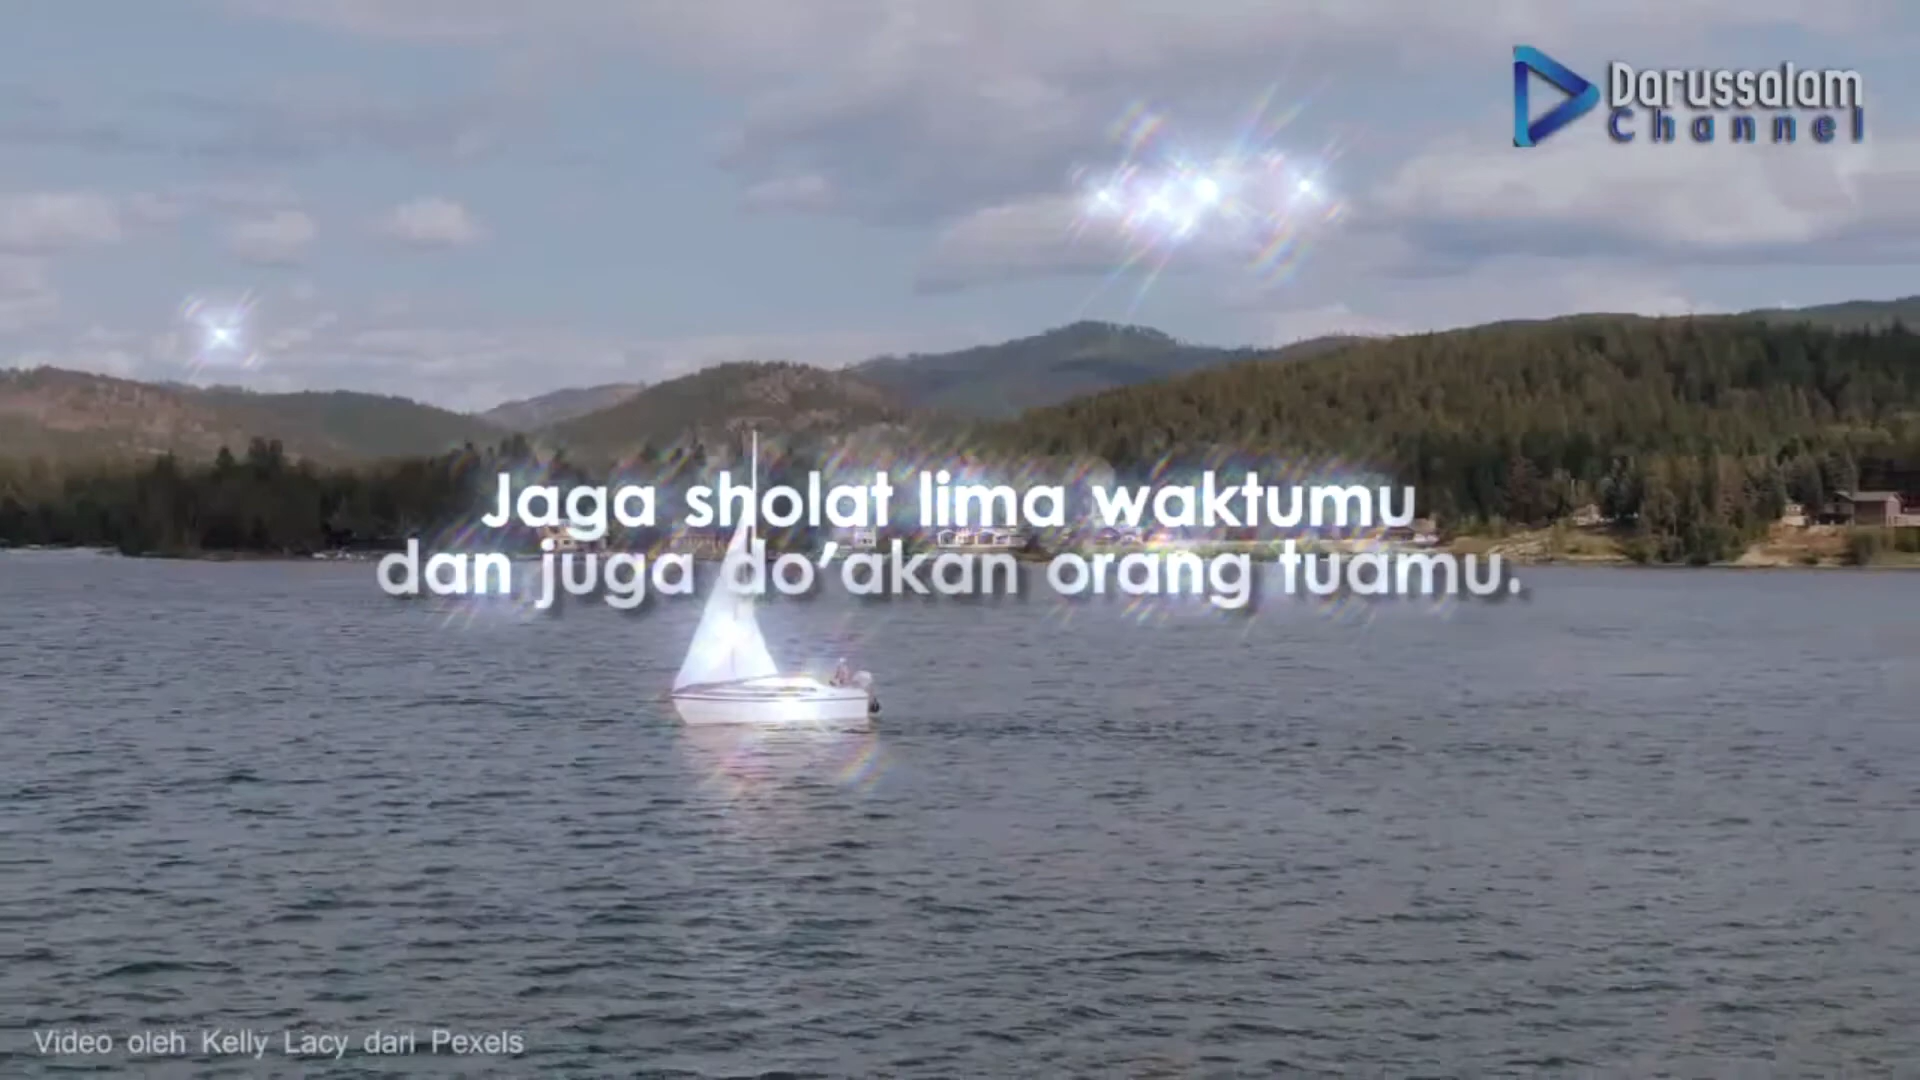 Darussalam
Channel
Jaga sholat lima waktumu
dan juga do'akan orang tuamu.
Video oleh Kelly Lacy dari Pexels